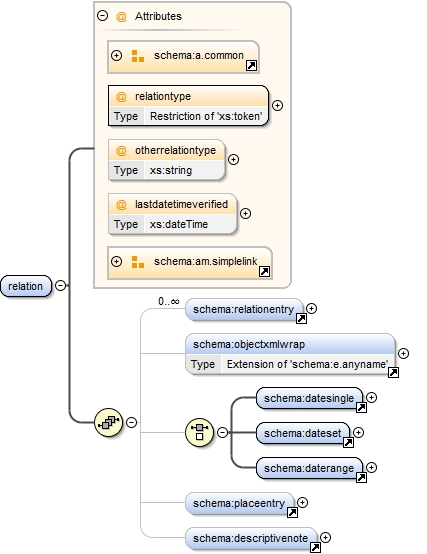 @ Attributes
schema:a.common
@ relationtype
Type Restriction of 'xs:token'
@ otherrelationtype
Type xs:string
@ lastdatetimeverified
Type xs:dateTime
schema:am.simplelink
relation
0..∞
schema:relationentry
schema:objectxmlwrap
Type Extension of 'schema:e.anyname'
schema:datesingle
schema:dateset
schema:daterange
schema:placeentry
schema:descriptivenote